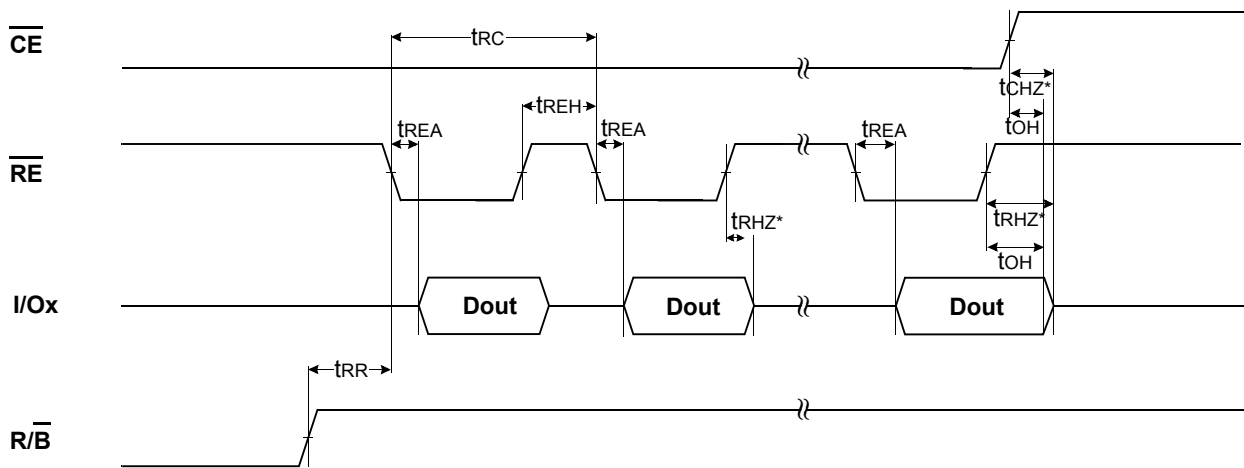 CE
tRC
tCHZ*
tREH
tOH
tREA
tREA
tREA
RE
tRHZ*
tRHZ*
tOH
I/Ox
Dout
Dout
Dout
tRR
R/B